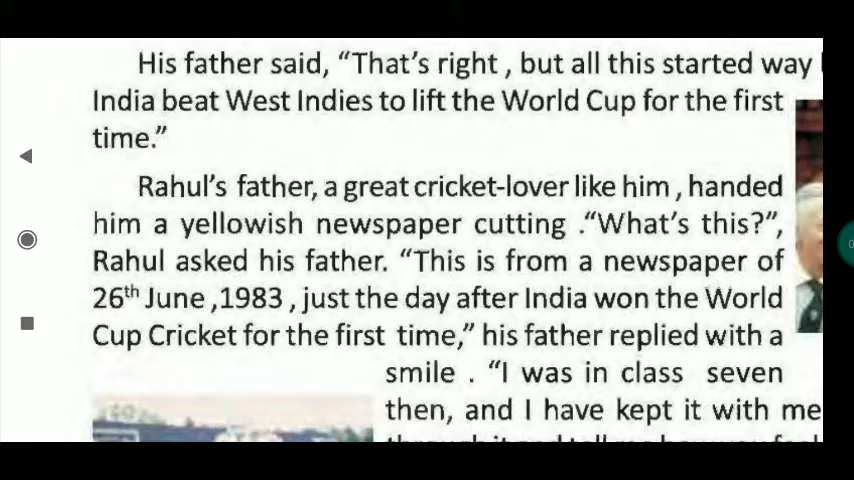 His father said, “That’s right , but all this started way
India beat West Indies to lift the World Cup for the first
time.”
Rahul’s father, a great cricket-lover like him , handed
him a yellowish newspaper cutting .“What’s this?”,
Rahul asked his father. “This is from a newspaper of
26th June ,1983 , just the day after India won the World
Cup Cricket for the first time,” his father replied with a
smile . “I was in class seven
then, and I have kept it with me